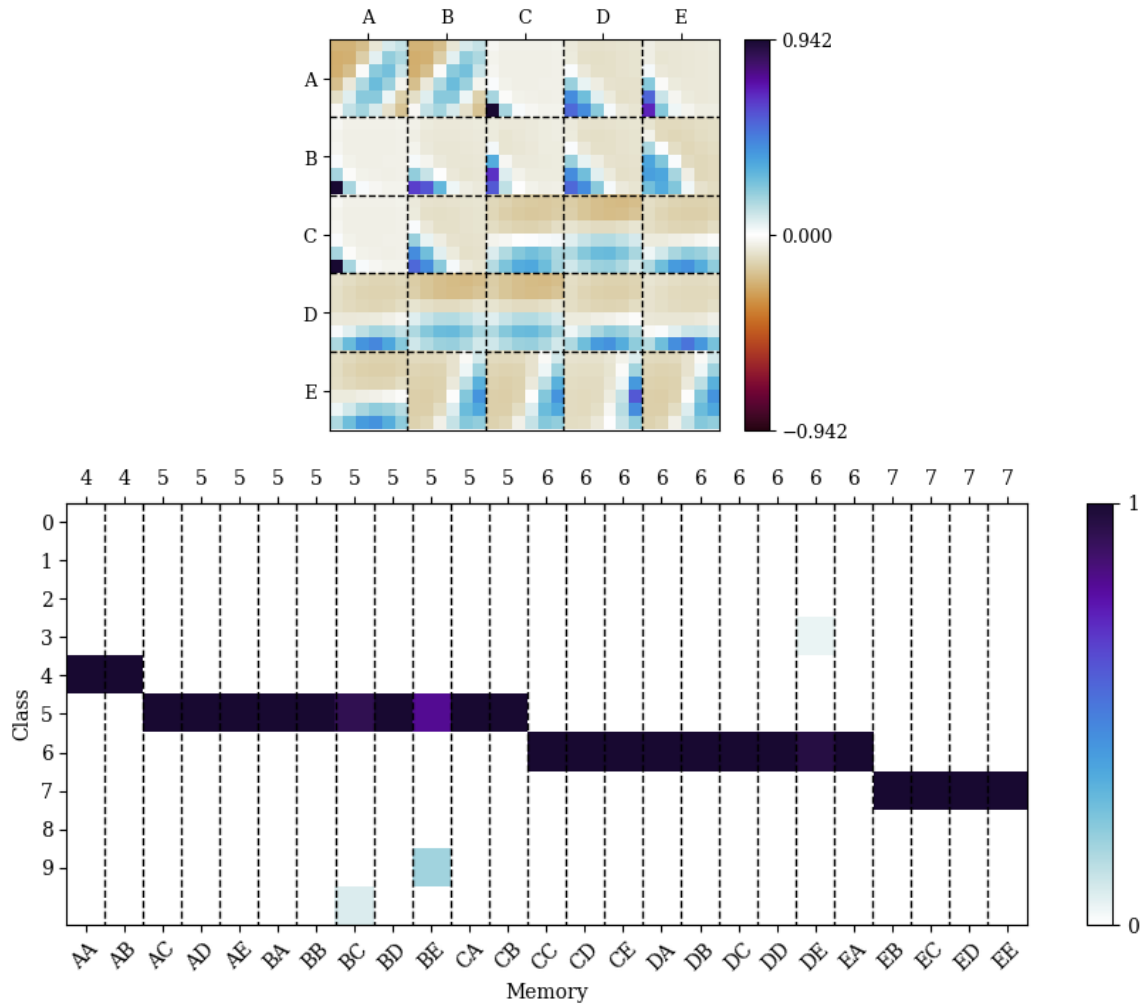 A B C D E
A
B
C
D
E
0.942
0.000
−0.942
4 4 5 5 5 5 5 5 5 5 5 5 6 6 6 6 6 6 6 6 6 7 7 7 7
0
1
2
3
4
5
6
7
8
9
Class
1
0
AA AB AC AD AE BA BB BC BD BE CA CB CC CD CE DA DB DC DD DE EA EB EC ED EE
Memory